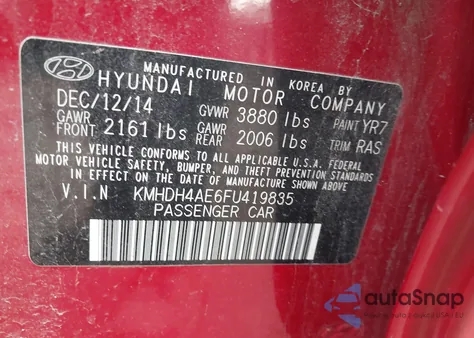 MANUFACTURED IN KOREA BY
HYUNDAI MOTOR COMPANY
DEC/12/14 GVWR 3880 lbs PAINT YR7
GAWR FRONT 2161 lbs GAWR REAR 2006 lbs TRIM RAS
THIS VEHICLE CONFORMS TO ALL APPLICABLE U.S.A. FEDERAL
MOTOR VEHICLE SAFETY, BUMPER, AND THEFT PREVENTION STANDARDS
IN EFFECT ON THE DATE OF MANUFACTURE SHOWN ABOVE.
V.I.N KMHDH4AE6FU419835
PASSENGER CAR
autaSnap